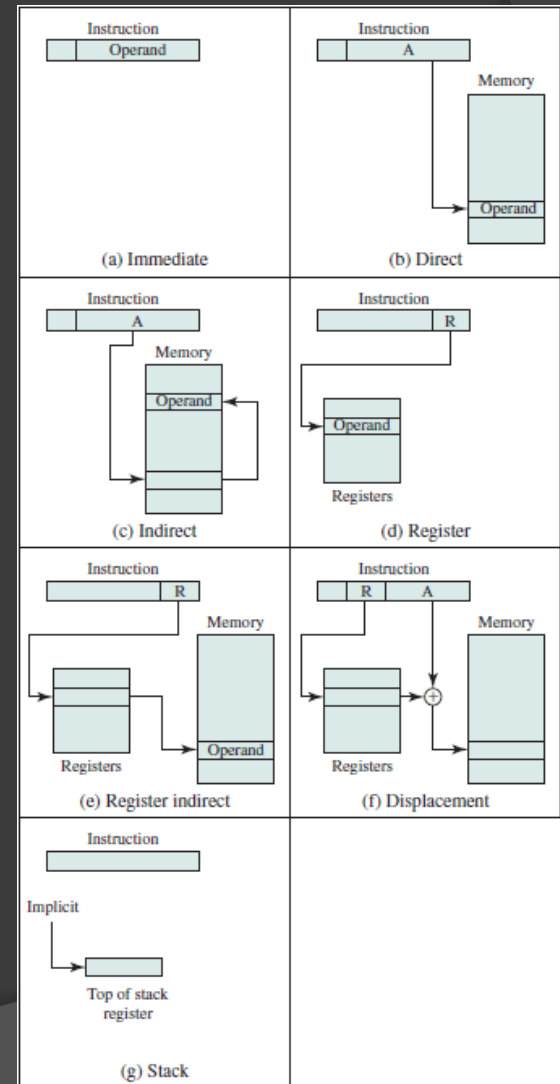 Instruction
Operand
(a) Immediate
Instruction
A
Memory
Operand
(b) Direct
Instruction
A
Memory
Operand
(c) Indirect
Instruction
R
Operand
Registers
(d) Register
Instruction
R
Memory
Operand
Registers
(e) Register indirect
Instruction
R A
Memory
+
Registers
(f) Displacement
Instruction
Implicit
Top of stack
register
(g) Stack